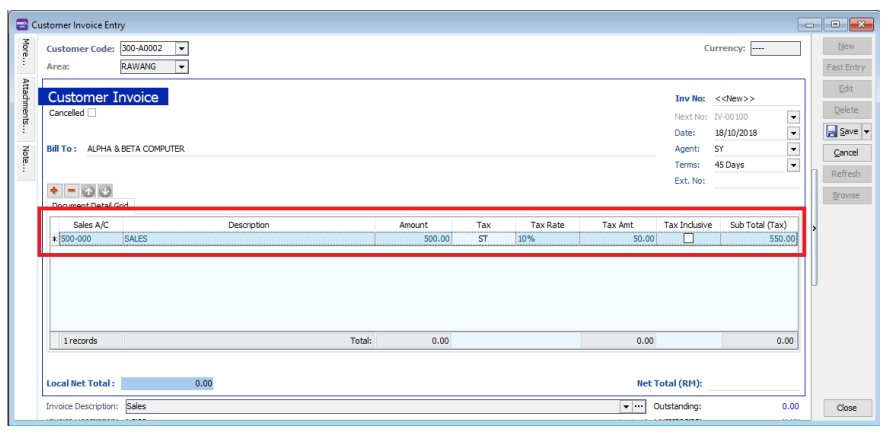 Customer Invoice Entry
More...
Attachments...
Note...
Customer Code: 300-A0002
Currency: ----
Area: RAWANG
Customer Invoice
Cancelled
Inv No: <<New>>
Next No: IV-00100
Date: 18/10/2018
Bill To : ALPHA & BETA COMPUTER
Agent: SY
Terms: 45 Days
Ext. No:
Document Detail Grid
Sales A/C Description Amount Tax Tax Rate Tax Amt Tax Inclusive Sub Total (Tax)
500-000 SALES 500.00 ST 10% 50.00 550.00
1 records Total: 0.00 0.00 0.00
Local Net Total : 0.00 Net Total (RM):
Invoice Description: Sales Outstanding: 0.00
New
Fast Entry
Edit
Delete
Save
Cancel
Refresh
Browse
Close